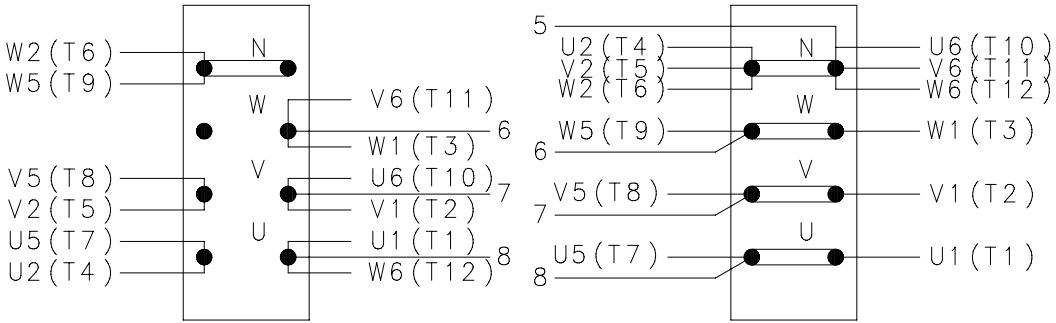 W2(T6)
W5(T9)
N
W
V6(T11)
6
W1(T3)
V5(T8)
V2(T5)
V
U6(T10)
7
V1(T2)
U5(T7)
U2(T4)
U
U1(T1)
8
W6(T12)
5
U2(T4)
V2(T5)
W2(T6)
N
U6(T10)
V6(T11)
W6(T12)
W5(T9)
6
W
W1(T3)
V5(T8)
7
V
V1(T2)
U5(T7)
8
U
U1(T1)